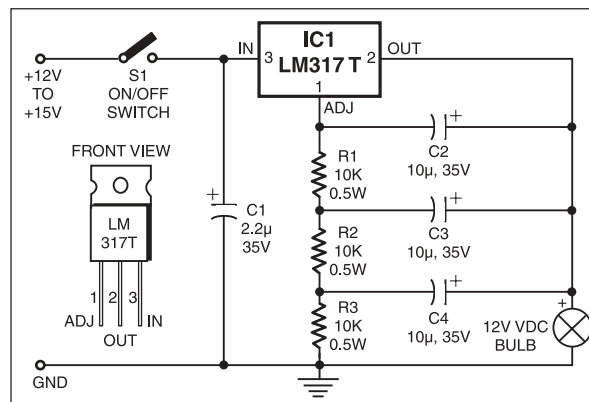 IC1
LM317 T
IN
3
2
OUT
1
ADJ
+12V
TO
+15V
S1
ON/OFF
SWITCH
FRONT VIEW
LM
317T
1
2
3
ADJ
IN
OUT
+
C1
2.2µ
35V
R1
10K
0.5W
R2
10K
0.5W
R3
10K
0.5W
+
C2
10µ, 35V
+
C3
10µ, 35V
+
C4
10µ, 35V
+
12V VDC
BULB
GND